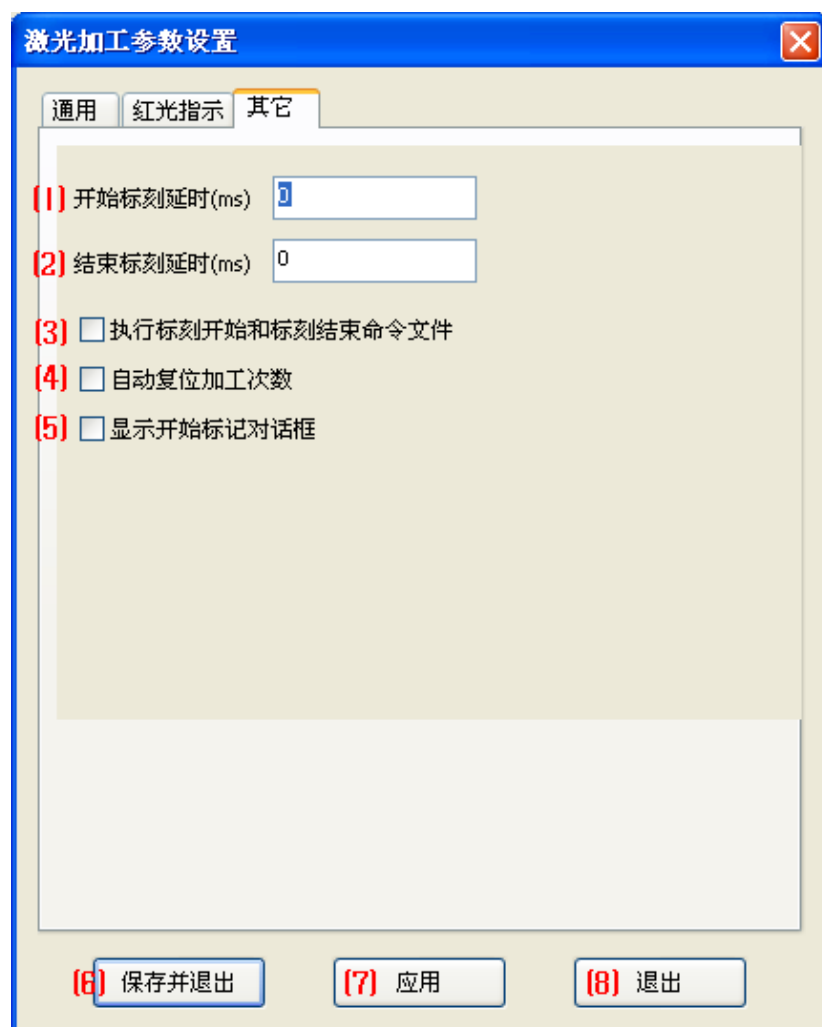 激光加工参数设置
通用 红光指示 其它
(1) 开始标刻延时(ms) 0
(2) 结束标刻延时(ms) 0
(3) 执行标刻开始和标刻结束命令文件
(4) 自动复位加工次数
(5) 显示开始标记对话框
(6) 保存并退出 (7) 应用 (8) 退出